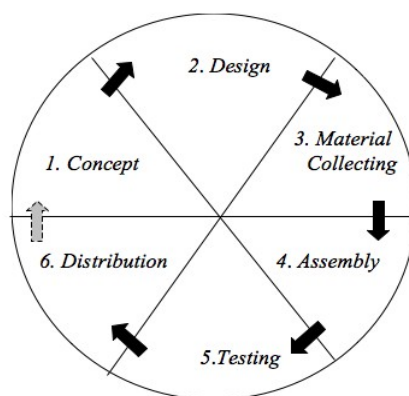 1. Concept
2. Design
3. Material
Collecting
4. Assembly
5.Testing
6. Distribution